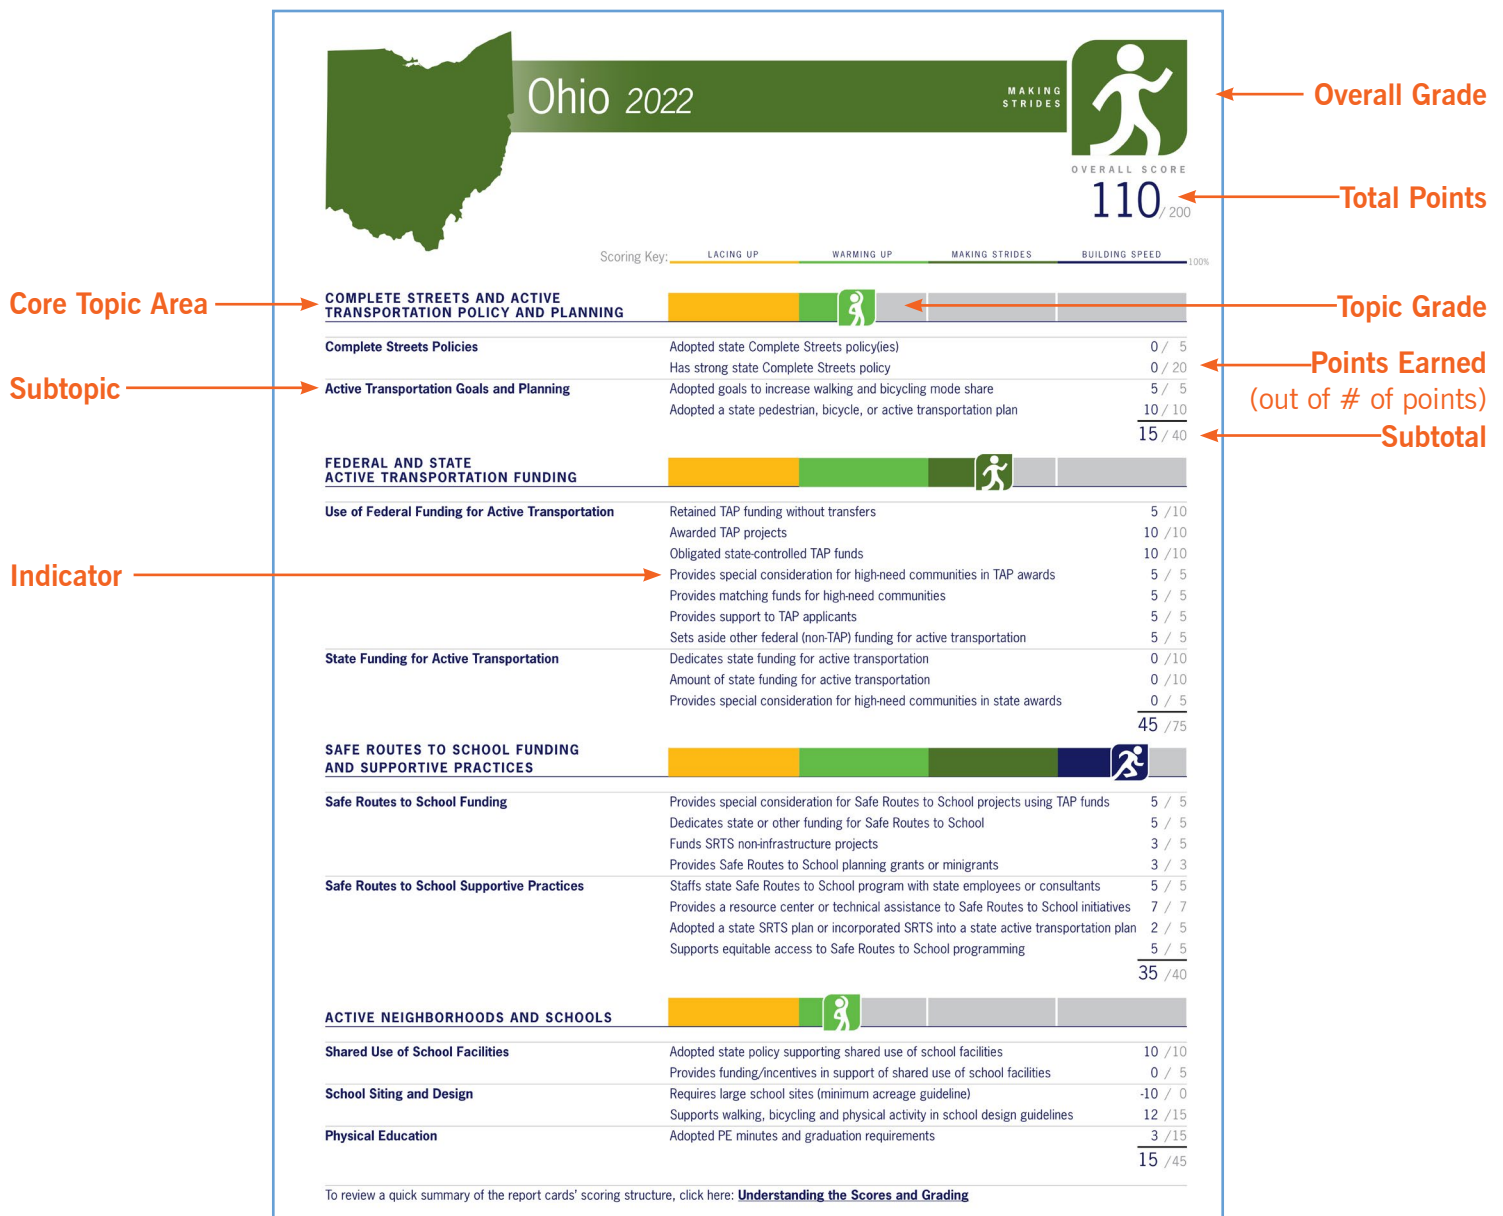 Ohio 2022
MAKING
STRIDES
Overall Grade
OVERALL SCORE
110/200
Total Points
Scoring Key: LACING UP WARMING UP MAKING STRIDES BUILDING SPEED 100%
Core Topic Area
COMPLETE STREETS AND ACTIVE
TRANSPORTATION POLICY AND PLANNING
Topic Grade
Complete Streets Policies Adopted state Complete Streets policy(ies) 0 / 5
Has strong state Complete Streets policy 0 / 20
Points Earned
(out of # of points)
Subtopic
Active Transportation Goals and Planning Adopted goals to increase walking and bicycling mode share 5 / 5
Adopted a state pedestrian, bicycle, or active transportation plan 10 / 10
15 / 40
Subtotal
FEDERAL AND STATE
ACTIVE TRANSPORTATION FUNDING
Use of Federal Funding for Active Transportation Retained TAP funding without transfers 5 /10
Awarded TAP projects 10 /10
Obligated state-controlled TAP funds 10 /10
Indicator
Provides special consideration for high-need communities in TAP awards 5 / 5
Provides matching funds for high-need communities 5 / 5
Provides support to TAP applicants 5 / 5
Sets aside other federal (non-TAP) funding for active transportation 5 / 5
State Funding for Active Transportation Dedicates state funding for active transportation 0 /10
Amount of state funding for active transportation 0 /10
Provides special consideration for high-need communities in state awards 0 / 5
45 /75
SAFE ROUTES TO SCHOOL FUNDING
AND SUPPORTIVE PRACTICES
Safe Routes to School Funding Provides special consideration for Safe Routes to School projects using TAP funds 5 / 5
Dedicates state or other funding for Safe Routes to School 5 / 5
Funds SRTS non-infrastructure projects 3 / 5
Provides Safe Routes to School planning grants or minigrants 3 / 3
Safe Routes to School Supportive Practices Staffs state Safe Routes to School program with state employees or consultants 5 / 5
Provides a resource center or technical assistance to Safe Routes to School initiatives 7 / 7
Adopted a state SRTS plan or incorporated SRTS into a state active transportation plan 2 / 5
Supports equitable access to Safe Routes to School programming 5 / 5
35 /40
ACTIVE NEIGHBORHOODS AND SCHOOLS
Shared Use of School Facilities Adopted state policy supporting shared use of school facilities 10 /10
Provides funding/incentives in support of shared use of school facilities 0 / 5
School Siting and Design Requires large school sites (minimum acreage guideline) -10 / 0
Supports walking, bicycling and physical activity in school design guidelines 12 /15
Physical Education Adopted PE minutes and graduation requirements 3 /15
15 /45
To review a quick summary of the report cards' scoring structure, click here: Understanding the Scores and Grading